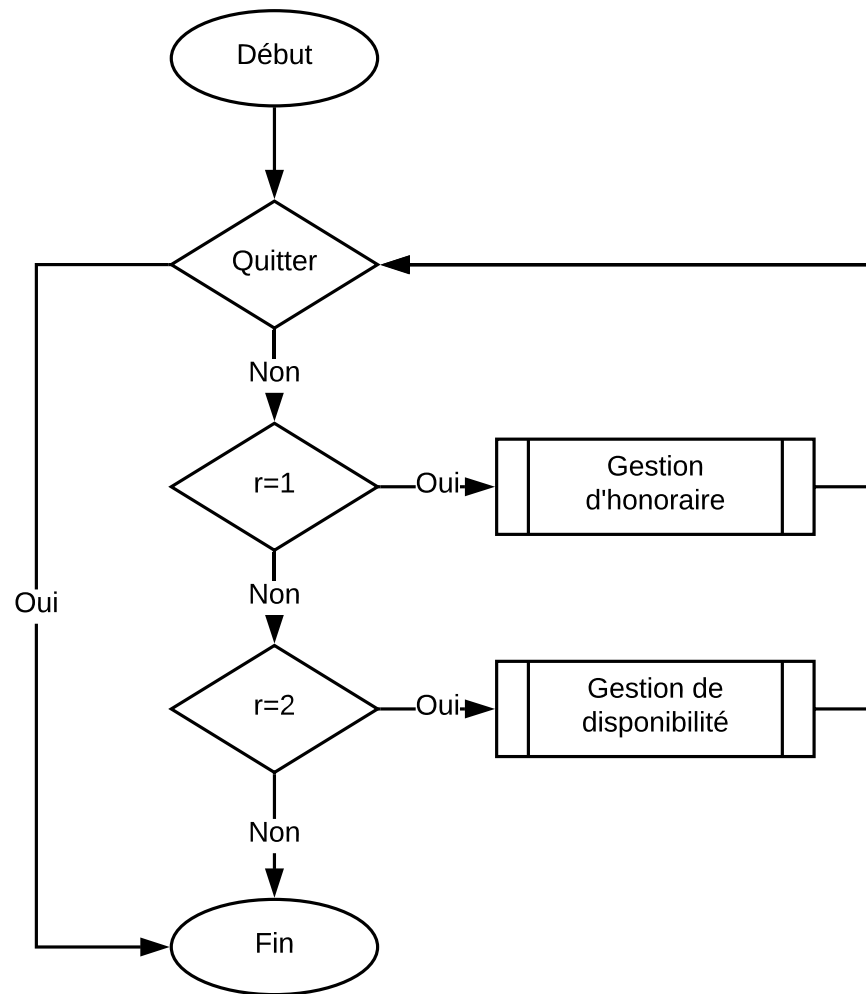 Début
Quitter
Non
r=1
Oui
Gestion
d'honoraire
Non
Oui
r=2
Oui
Gestion de
disponibilité
Non
Fin